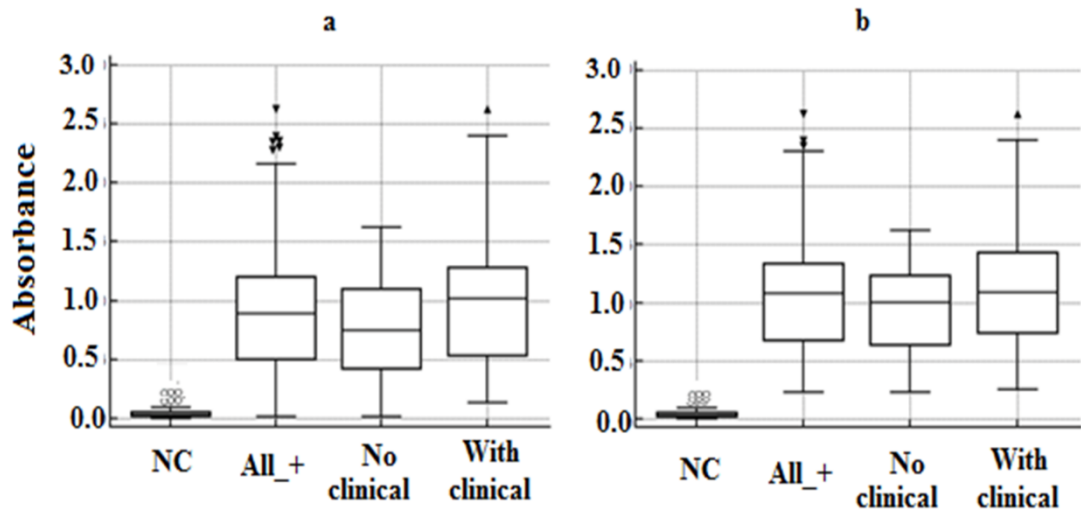 a
b
3.0
2.5
2.0
1.5
1.0
0.5
0.0
Absorbance
NC
All_+
No
clinical
With
clinical
3.0
2.5
2.0
1.5
1.0
0.5
0.0
NC
All_+
No
clinical
With
clinical